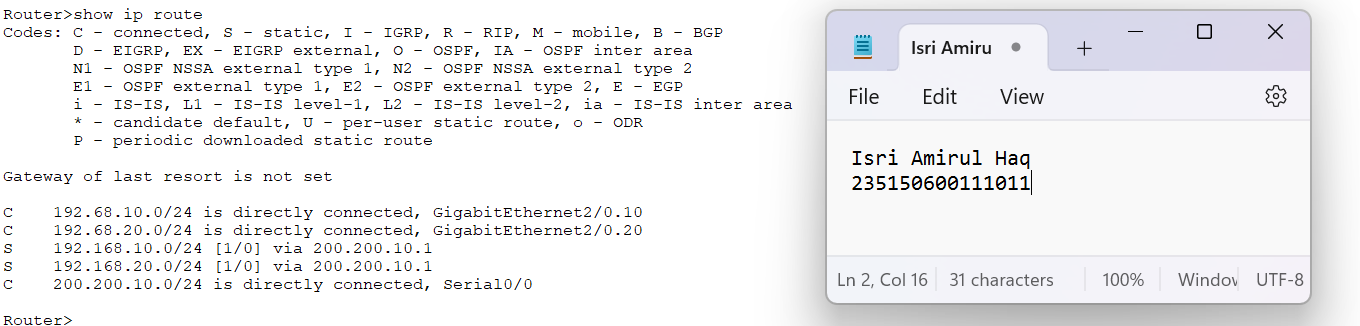 Router>show ip route
Codes: C - connected, S - static, I - IGRP, R - RIP, M - mobile, B - BGP
       D - EIGRP, EX - EIGRP external, O - OSPF, IA - OSPF inter area
       N1 - OSPF NSSA external type 1, N2 - OSPF NSSA external type 2
       E1 - OSPF external type 1, E2 - OSPF external type 2, E - EGP
       i - IS-IS, L1 - IS-IS level-1, L2 - IS-IS level-2, ia - IS-IS inter area
       * - candidate default, U - per-user static route, o - ODR
       P - periodic downloaded static route
Gateway of last resort is not set
C    192.68.10.0/24 is directly connected, GigabitEthernet2/0.10
C    192.68.20.0/24 is directly connected, GigabitEthernet2/0.20
S    192.168.10.0/24 [1/0] via 200.200.10.1
S    192.168.20.0/24 [1/0] via 200.200.10.1
C    200.200.10.0/24 is directly connected, Serial0/0
Router>
Isri Amiru
File Edit View
Isri Amirul Haq
235150600111011
Ln 2, Col 16 31 characters 100% Window UTF-8